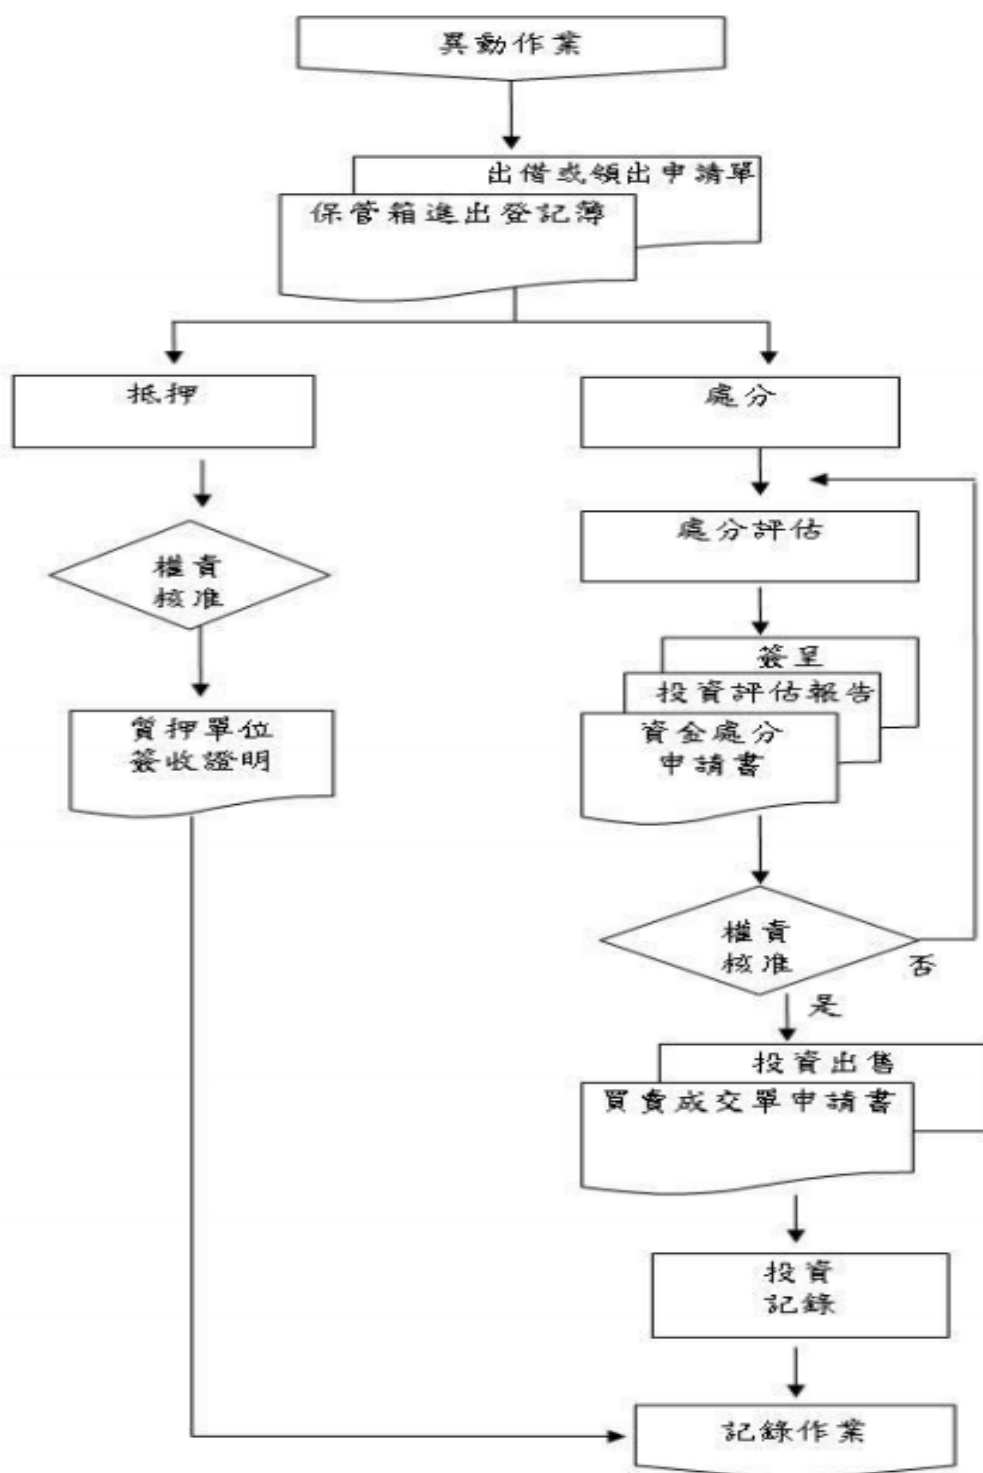 異動作業
出借或領出申請單
保管箱進出登記簿
抵押
處分
權責
核准
處分評估
簽呈
投資評估報告
資金處分
申請書
質押單位
簽收證明
權責
核准
否
是
投資出售
買賣成交單申請書
投資
記錄
記錄作業